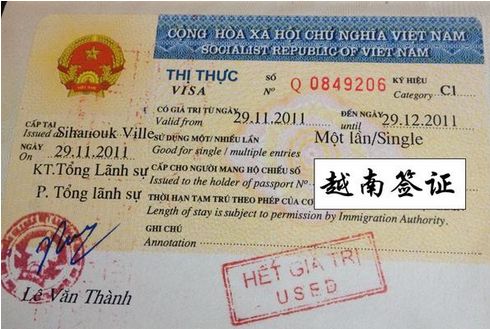 CỘNG HÒA XÃ HỘI CHỦ NGHĨA VIỆT NAM
SOCIALIST REPUBLIC OF VIETNAM
THỊ THỰC SỐ Q 0849206 KÝ HIỆU
VISA Nº Category C1
CẤP TẠI CÓ GIÁ TRỊ TỪ NGÀY ĐẾN NGÀY
Issued Sihanouk Ville Valid from 29.11.2011 until 29.12.2011
NGÀY SỬ DỤNG MỘT/NHIỀU LẦN Một lần/Single
On 29.11.2011 Good for single / multiple entries
KT.Tổng Lãnh sự CẤP CHO NGƯỜI MANG HỘ CHIẾU SỐ
Issued to the holder of passport Nº
越南签证
P. Tổng Lãnh sự THỜI HẠN TẠM TRÚ THEO PHÉP CỦA
Length of stay is subject to permission by Immigration Authority.
GHI CHÚ
Annotation
HẾT GIÁ TRỊ
USED
Lê Văn Thành